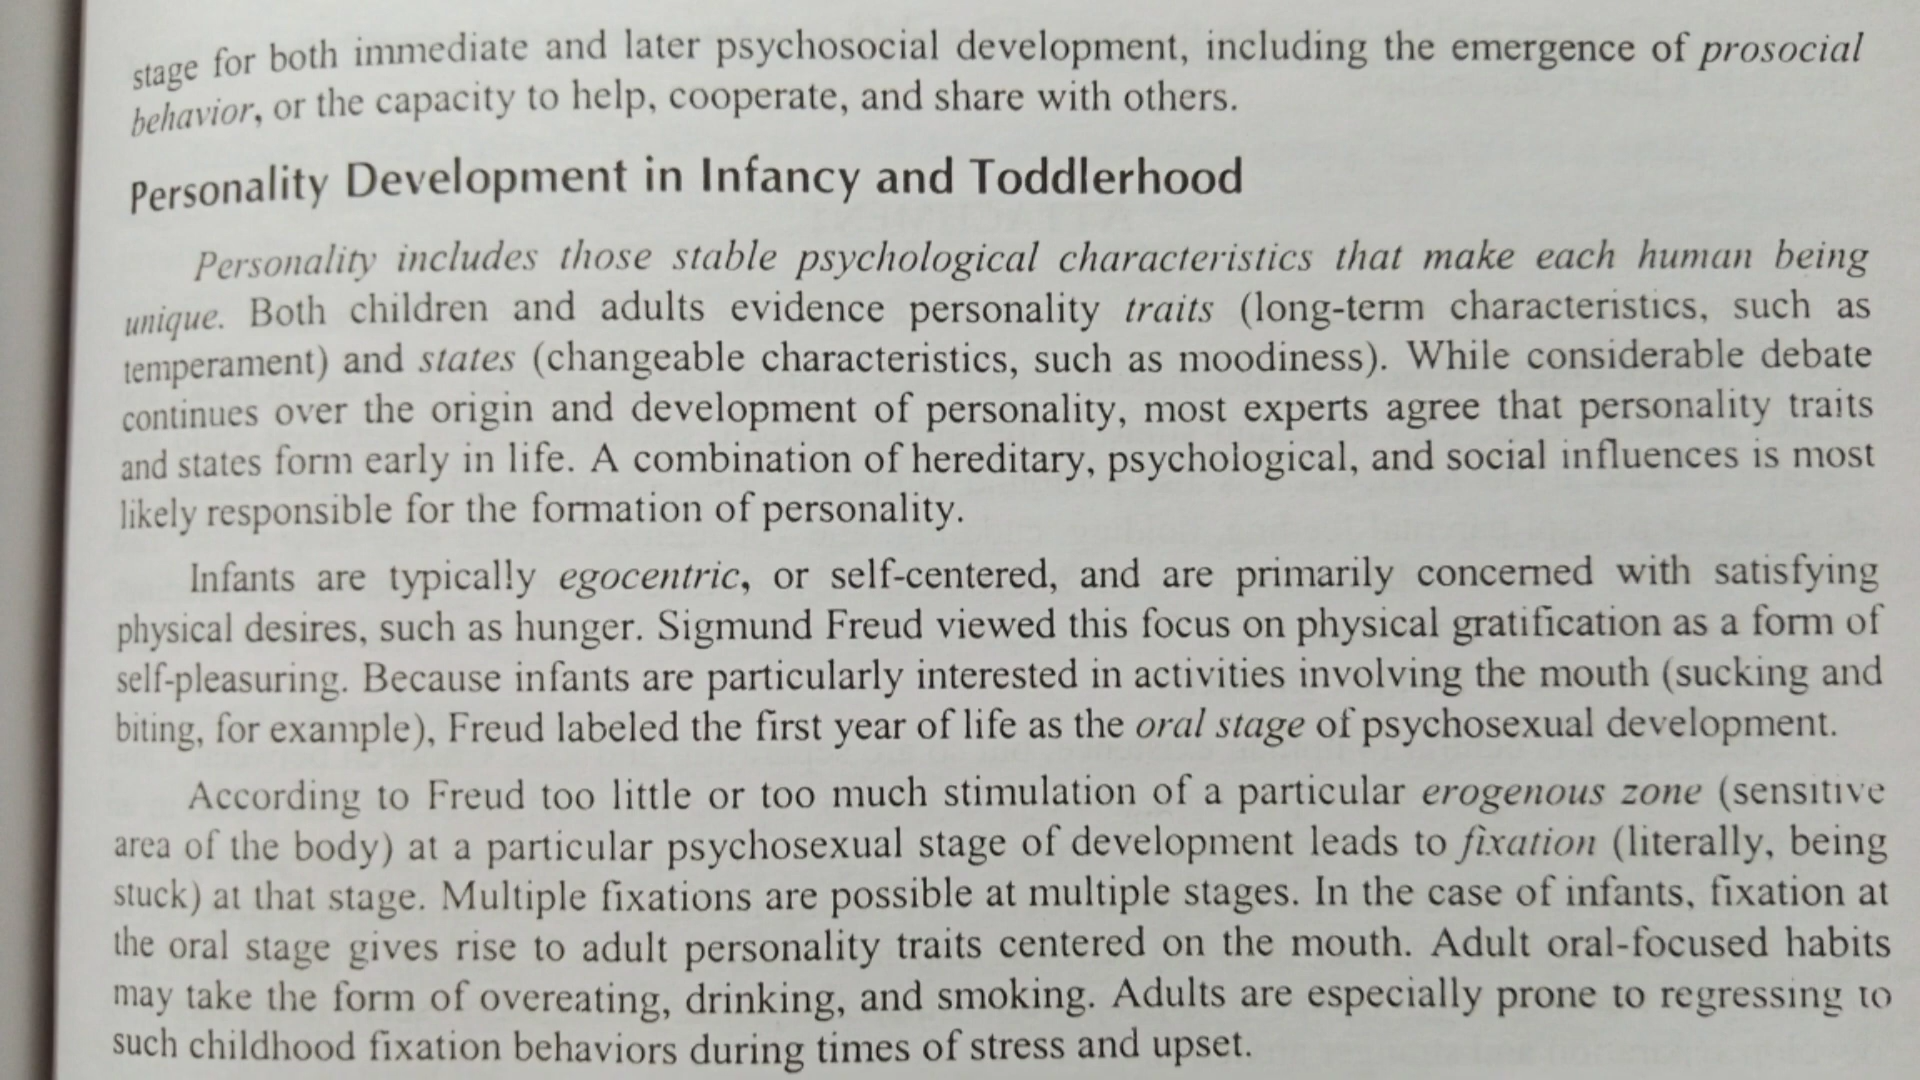 stage for both immediate and later psychosocial development, including the emergence of prosocial
behavior, or the capacity to help, cooperate, and share with others.
Personality Development in Infancy and Toddlerhood
Personality includes those stable psychological characteristics that make each human being
unique. Both children and adults evidence personality traits (long-term characteristics, such as
temperament) and states (changeable characteristics, such as moodiness). While considerable debate
continues over the origin and development of personality, most experts agree that personality traits
and states form early in life. A combination of hereditary, psychological, and social influences is most
likely responsible for the formation of personality.
Infants are typically egocentric, or self-centered, and are primarily concerned with satisfying
physical desires, such as hunger. Sigmund Freud viewed this focus on physical gratification as a form of
self-pleasuring. Because infants are particularly interested in activities involving the mouth (sucking and
biting, for example), Freud labeled the first year of life as the oral stage of psychosexual development.
According to Freud too little or too much stimulation of a particular erogenous zone (sensitive
area of the body) at a particular psychosexual stage of development leads to fixation (literally, being
stuck) at that stage. Multiple fixations are possible at multiple stages. In the case of infants, fixation at
the oral stage gives rise to adult personality traits centered on the mouth. Adult oral-focused habits
may take the form of overeating, drinking, and smoking. Adults are especially prone to regressing to
such childhood fixation behaviors during times of stress and upset.